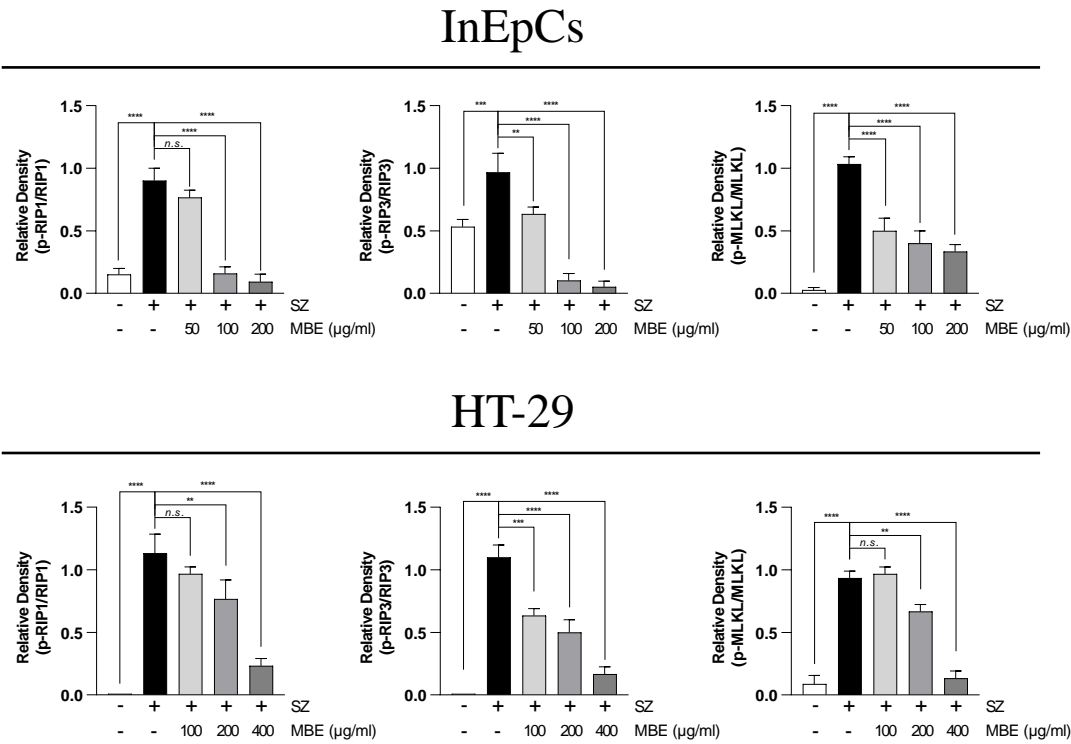 InEpCs
Relative Density
(p-RIP1/RIP1)
1.5
1.0
0.5
0.0
****
****
****
n.s.
- + + + + SZ
- - 50 100 200 MBE (μg/ml)
Relative Density
(p-RIP3/RIP3)
1.5
1.0
0.5
0.0
***
****
****
**
- + + + + SZ
- - 50 100 200 MBE (μg/ml)
Relative Density
(p-MLKL/MLKL)
1.5
1.0
0.5
0.0
****
****
****
****
- + + + + SZ
- - 50 100 200 MBE (μg/ml)
HT-29
Relative Density
(p-RIP1/RIP1)
1.5
1.0
0.5
0.0
****
****
**
n.s.
- + + + + SZ
- - 100 200 400 MBE (μg/ml)
Relative Density
(p-RIP3/RIP3)
1.5
1.0
0.5
0.0
****
****
****
***
- + + + + SZ
- - 100 200 400 MBE (μg/ml)
Relative Density
(p-MLKL/MLKL)
1.5
1.0
0.5
0.0
****
****
**
n.s.
- + + + + SZ
- - 100 200 400 MBE (μg/ml)